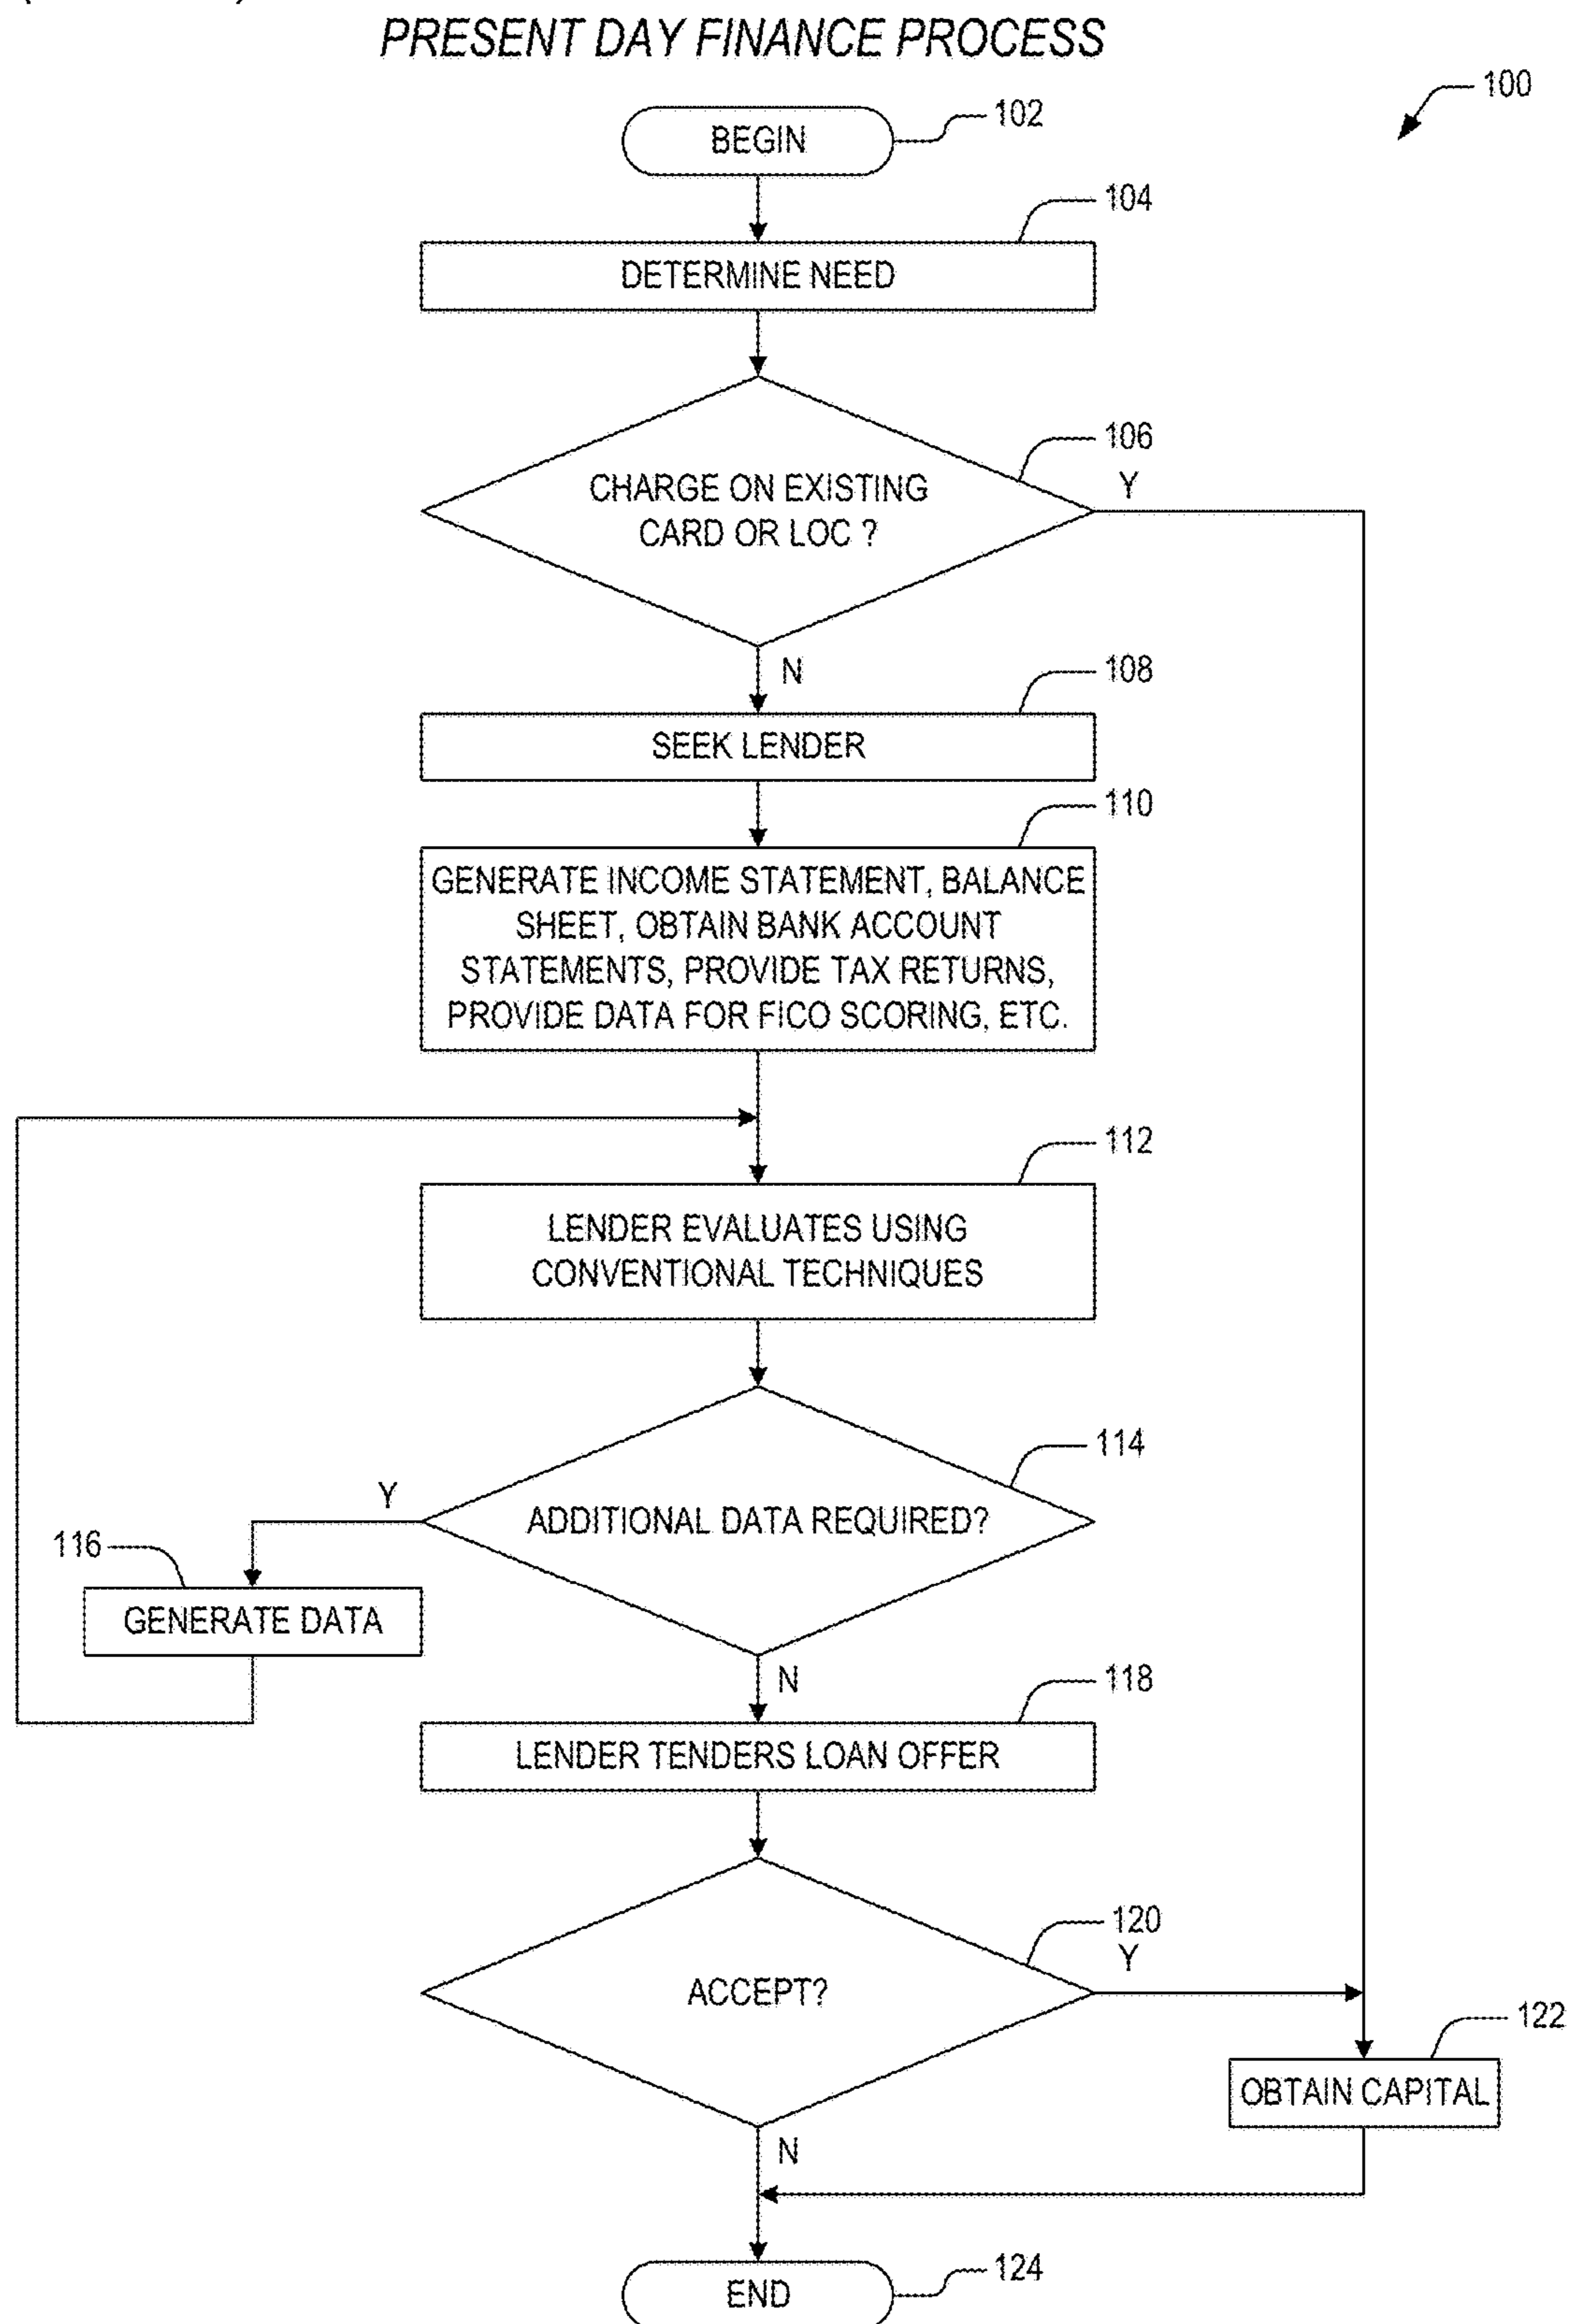 PRESENT DAY FINANCE PROCESS
100
102
BEGIN
104
DETERMINE NEED
106
CHARGE ON EXISTING
CARD OR LOC ?
Y
N
108
SEEK LENDER
110
GENERATE INCOME STATEMENT, BALANCE
SHEET, OBTAIN BANK ACCOUNT
STATEMENTS, PROVIDE TAX RETURNS,
PROVIDE DATA FOR FICO SCORING, ETC.
112
LENDER EVALUATES USING
CONVENTIONAL TECHNIQUES
114
ADDITIONAL DATA REQUIRED?
Y
116
GENERATE DATA
N
118
LENDER TENDERS LOAN OFFER
120
ACCEPT?
Y
122
OBTAIN CAPITAL
N
124
END